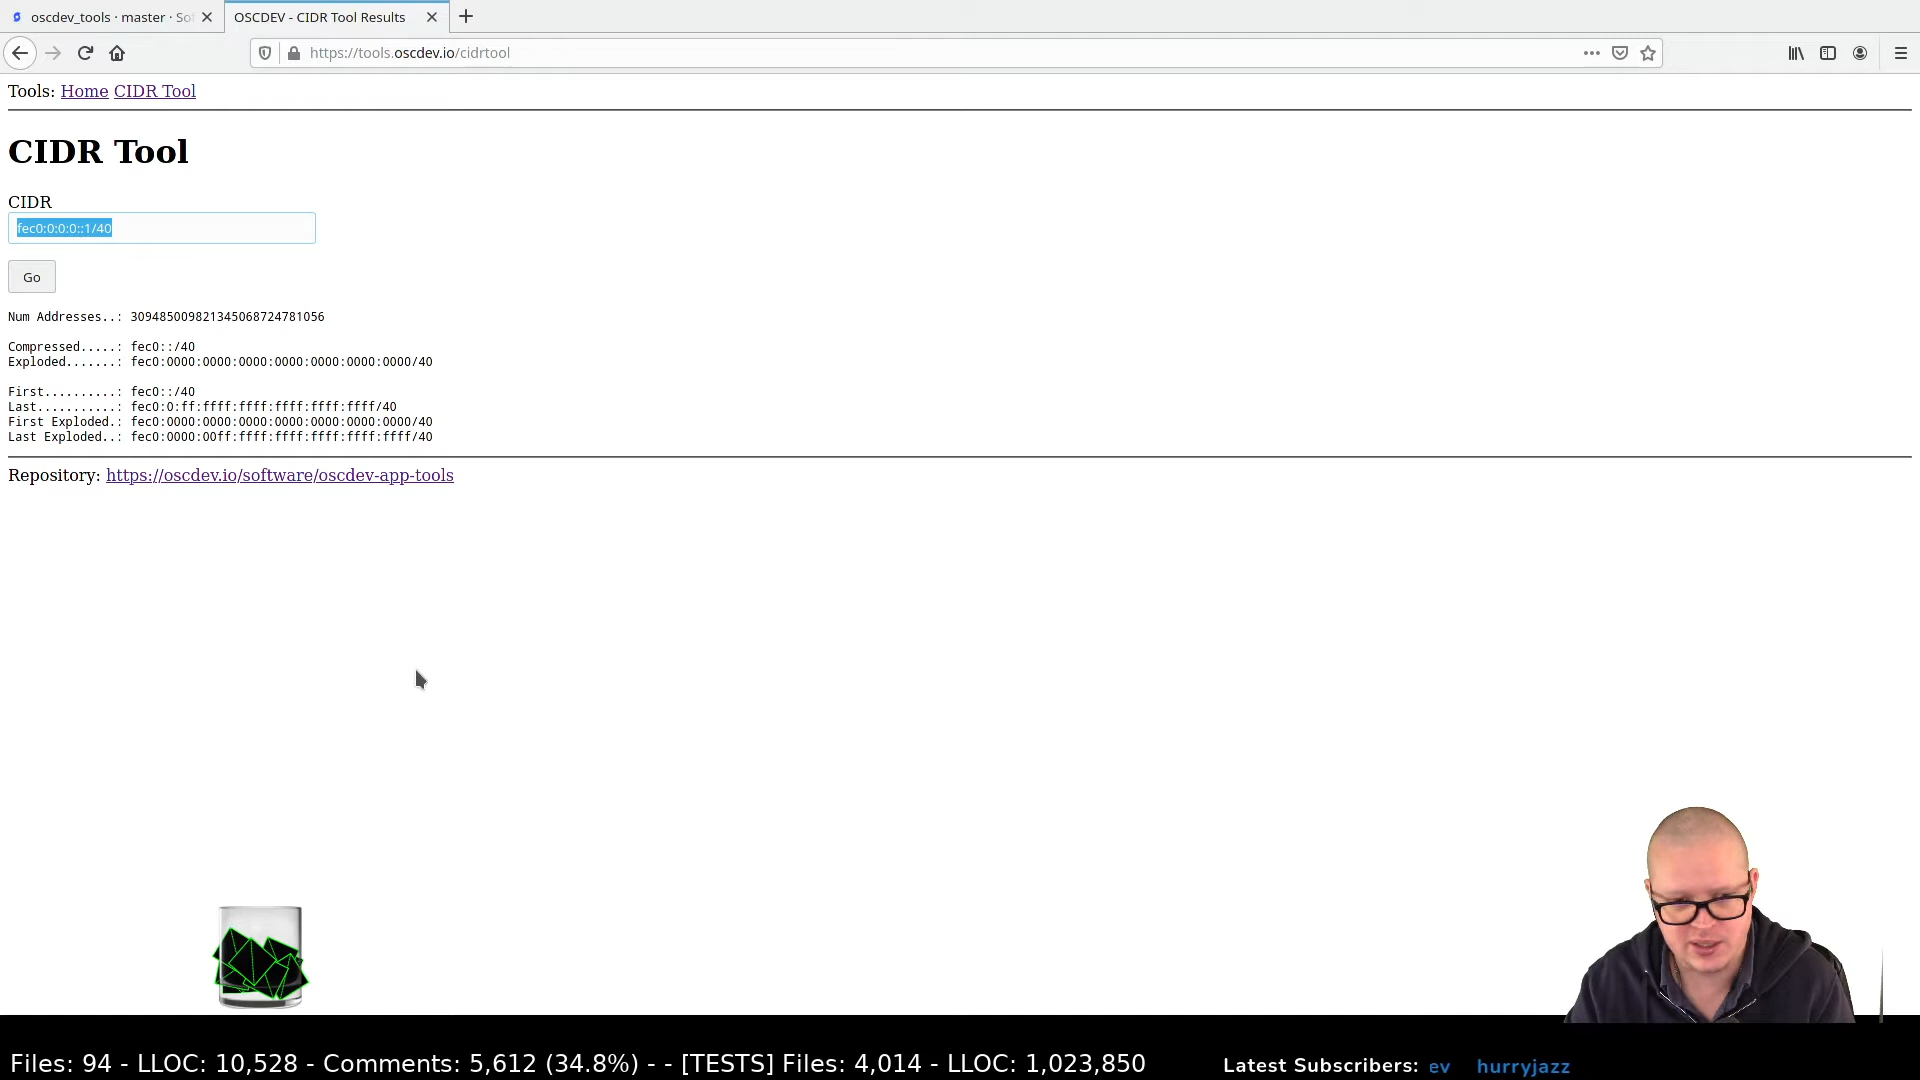 oscdev_tools · master · Sof
OSCDEV - CIDR Tool Results
https://tools.oscdev.io/cidrtool
Tools: Home CIDR Tool
CIDR Tool
CIDR
fec0:0:0:0::1/40
Go
Num Addresses..: 309485009821345068724781056
Compressed.....: fec0::/40
Exploded.......: fec0:0000:0000:0000:0000:0000:0000:0000/40
First..........: fec0::/40
Last...........: fec0:0:ff:ffff:ffff:ffff:ffff:ffff/40
First Exploded.: fec0:0000:0000:0000:0000:0000:0000:0000/40
Last Exploded..: fec0:0000:00ff:ffff:ffff:ffff:ffff:ffff/40
Repository: https://oscdev.io/software/oscdev-app-tools
Files: 94 - LLOC: 10,528 - Comments: 5,612 (34.8%) - - [TESTS] Files: 4,014 - LLOC: 1,023,850
Latest Subscribers: ev hurryjazz